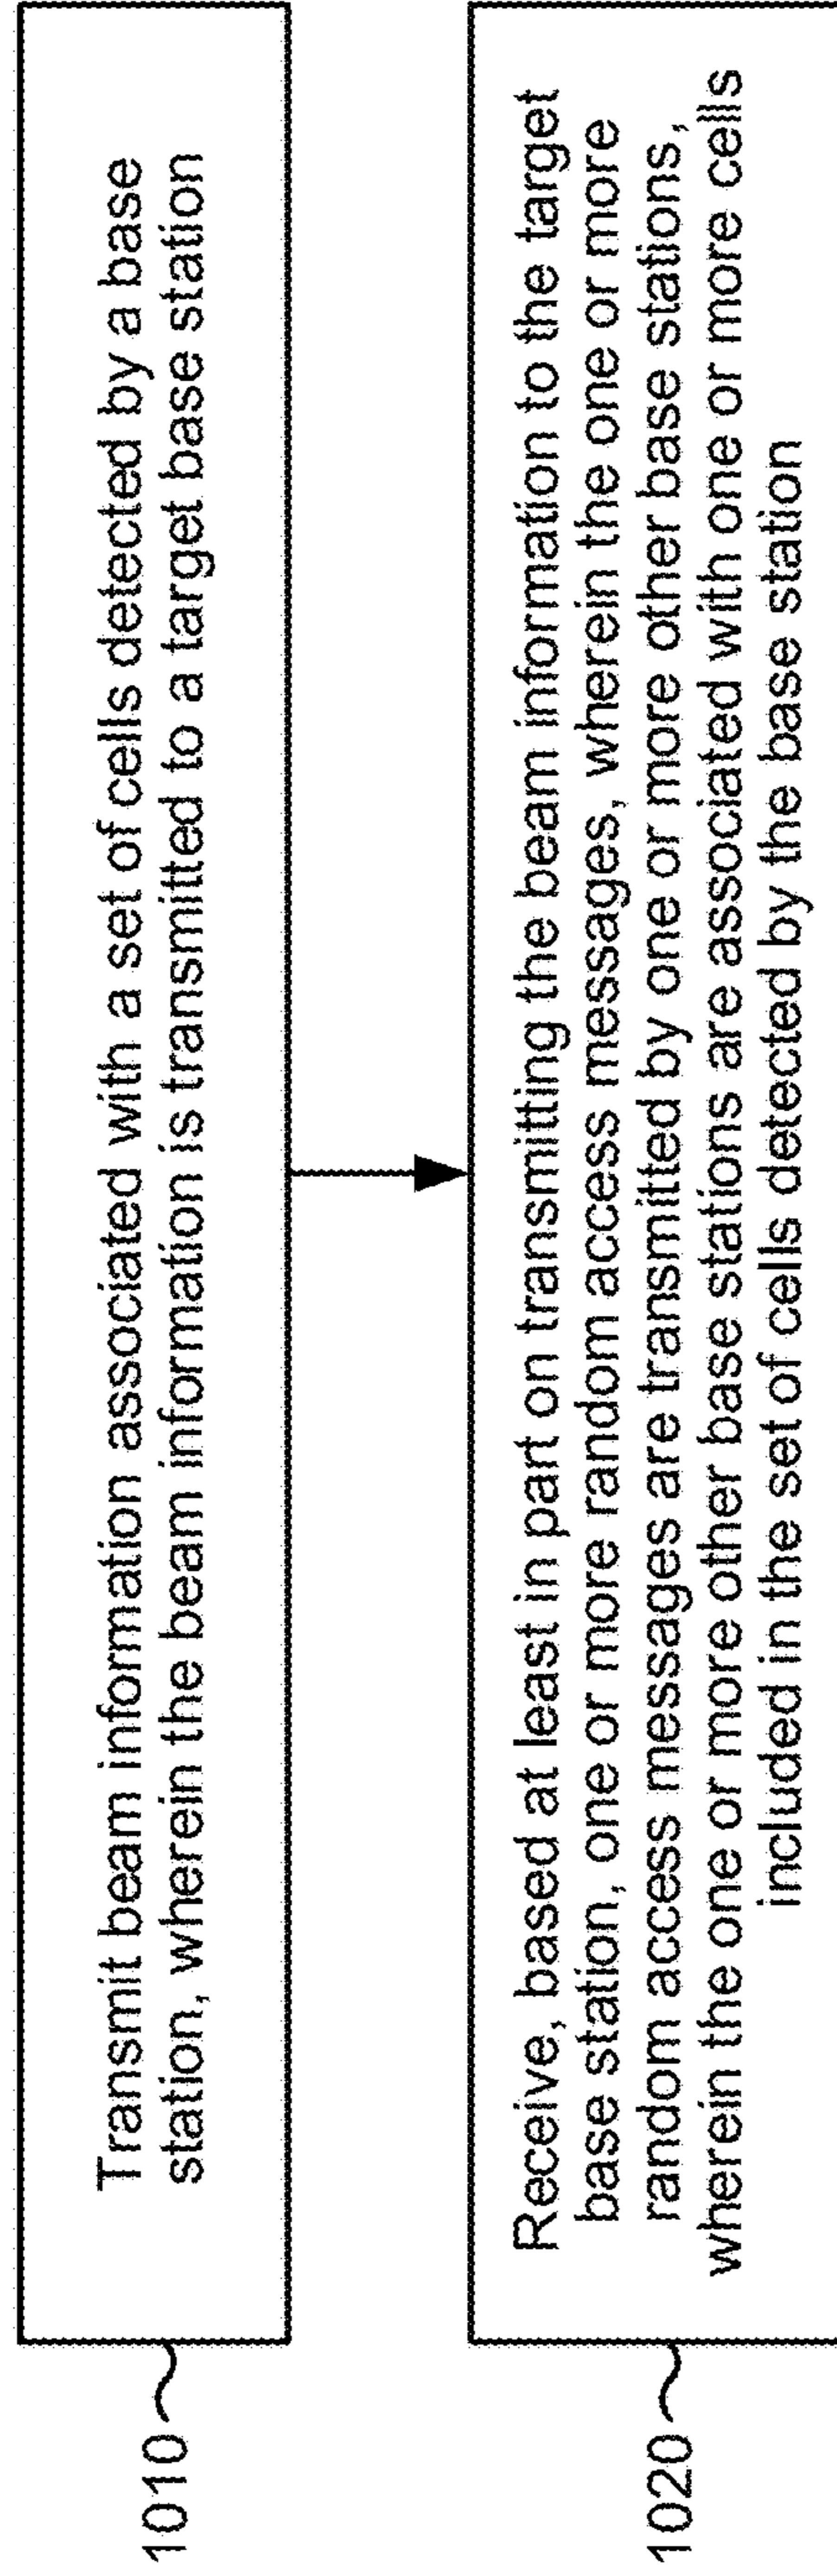 1010
Transmit beam information associated with a set of cells detected by a base
station, wherein the beam information is transmitted to a target base station
1020
Receive, based at least in part on transmitting the beam information to the target
base station, one or more random access messages, wherein the one or more
random access messages are transmitted by one or more other base stations,
wherein the one or more other base stations are associated with one or more cells
included in the set of cells detected by the base station